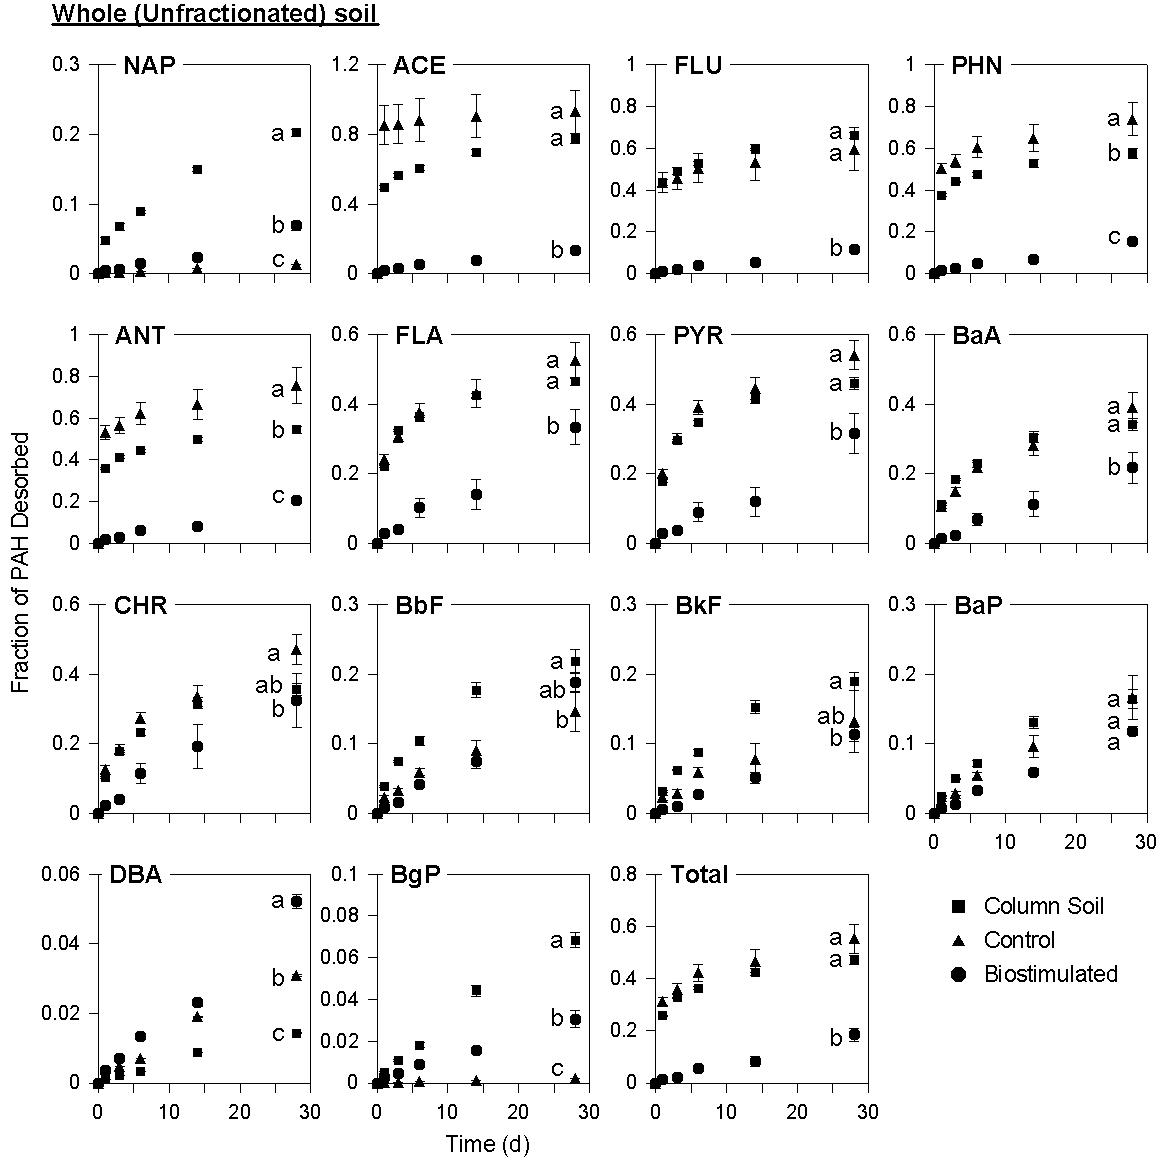 Whole (Unfractionated) soil
NAP
ACE
FLU
PHN
0.3
0.2
0.1
0
a
b
c
1.2
0.8
0.4
0
a
a
b
1
0.8
0.6
0.4
0.2
0
a
a
b
1
0.8
0.6
0.4
0.2
0
a
b
c
ANT
FLA
PYR
BaA
1
0.8
0.6
0.4
0.2
0
a
b
c
0.6
0.4
0.2
0
a
a
b
0.6
0.4
0.2
0
a
a
b
0.6
0.4
0.2
0
a
a
b
Fraction of PAH Desorbed
CHR
BbF
BkF
BaP
0.6
0.4
0.2
0
a
ab
b
0.3
0.2
0.1
0
a
ab
b
0.3
0.2
0.1
0
a
ab
b
0.3
0.2
0.1
0
a
a
a
0 10 20 30
DBA
BgP
Total
0.06
0.04
0.02
0
a
b
c
0 10 20 30
0.1
0.08
0.06
0.04
0.02
0
a
b
c
0 10 20 30
0.8
0.6
0.4
0.2
0
a
a
b
0 10 20 30
Column Soil
Control
Biostimulated
Time (d)